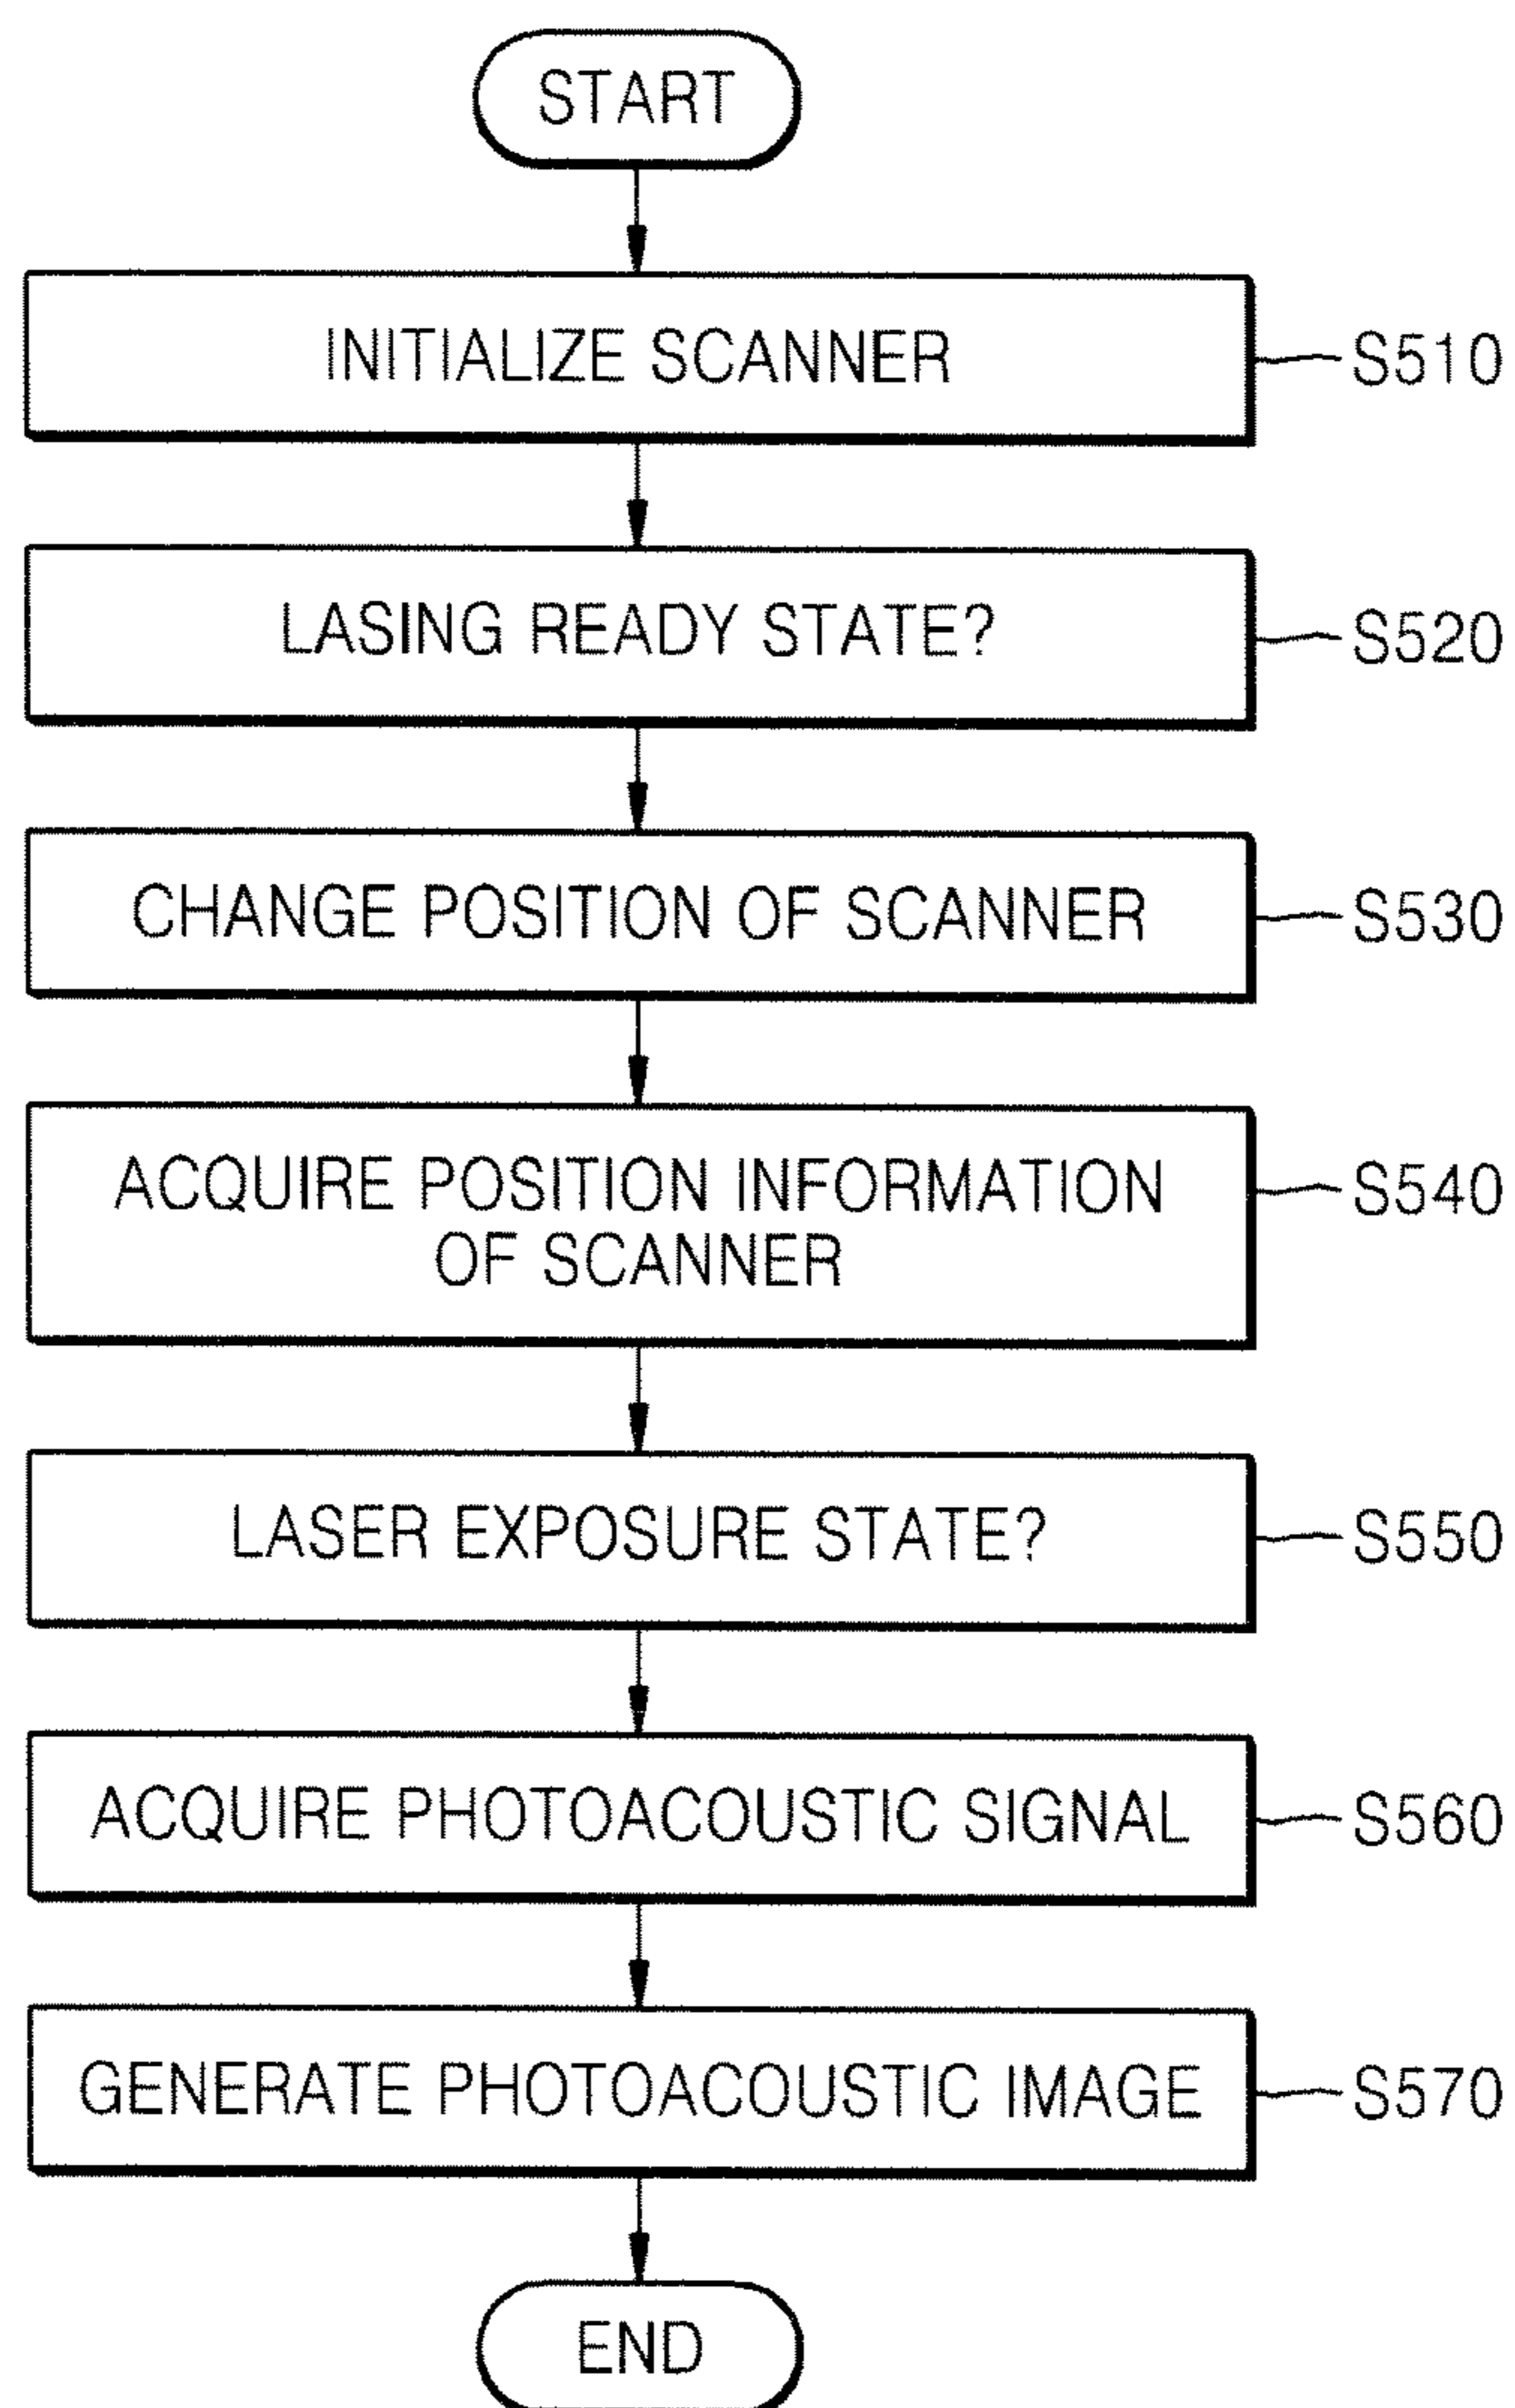 START
INITIALIZE SCANNER
S510
LASING READY STATE?
S520
CHANGE POSITION OF SCANNER
S530
ACQUIRE POSITION INFORMATION
OF SCANNER
S540
LASER EXPOSURE STATE?
S550
ACQUIRE PHOTOACOUSTIC SIGNAL
S560
GENERATE PHOTOACOUSTIC IMAGE
S570
END